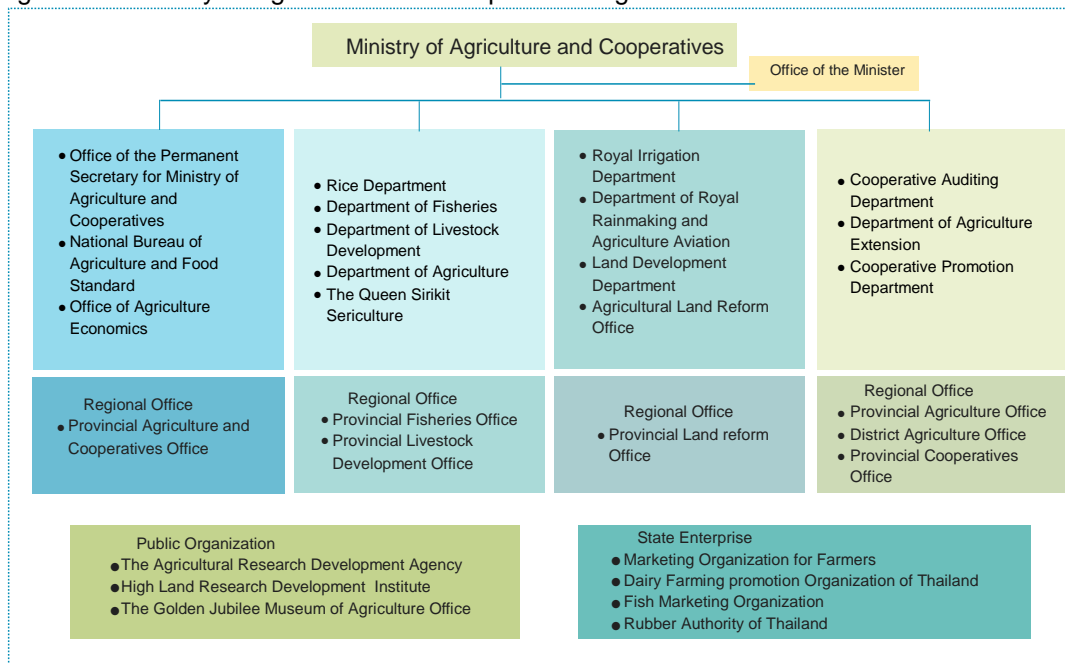 Ministry of Agriculture and Cooperatives
Office of the Minister
● Office of the Permanent
Secretary for Ministry of
Agriculture and
Cooperatives
● National Bureau of
Agriculture and Food
Standard
● Office of Agriculture
Economics
● Rice Department
● Department of Fisheries
● Department of Livestock
Development
● Department of Agriculture
● The Queen Sirikit
Sericulture
● Royal Irrigation
Department
● Department of Royal
Rainmaking and
Agriculture Aviation
● Land Development
Department
● Agricultural Land Reform
Office
● Cooperative Auditing
Department
● Department of Agriculture
Extension
● Cooperative Promotion
Department
Regional Office
● Provincial Agriculture and
Cooperatives Office
Regional Office
● Provincial Fisheries Office
● Provincial Livestock
Development Office
Regional Office
● Provincial Land reform
Office
Regional Office
● Provincial Agriculture Office
● District Agriculture Office
● Provincial Cooperatives
Office
Public Organization
● The Agricultural Research Development Agency
● High Land Research Development Institute
● The Golden Jubilee Museum of Agriculture Office
State Enterprise
● Marketing Organization for Farmers
● Dairy Farming promotion Organization of Thailand
● Fish Marketing Organization
● Rubber Authority of Thailand